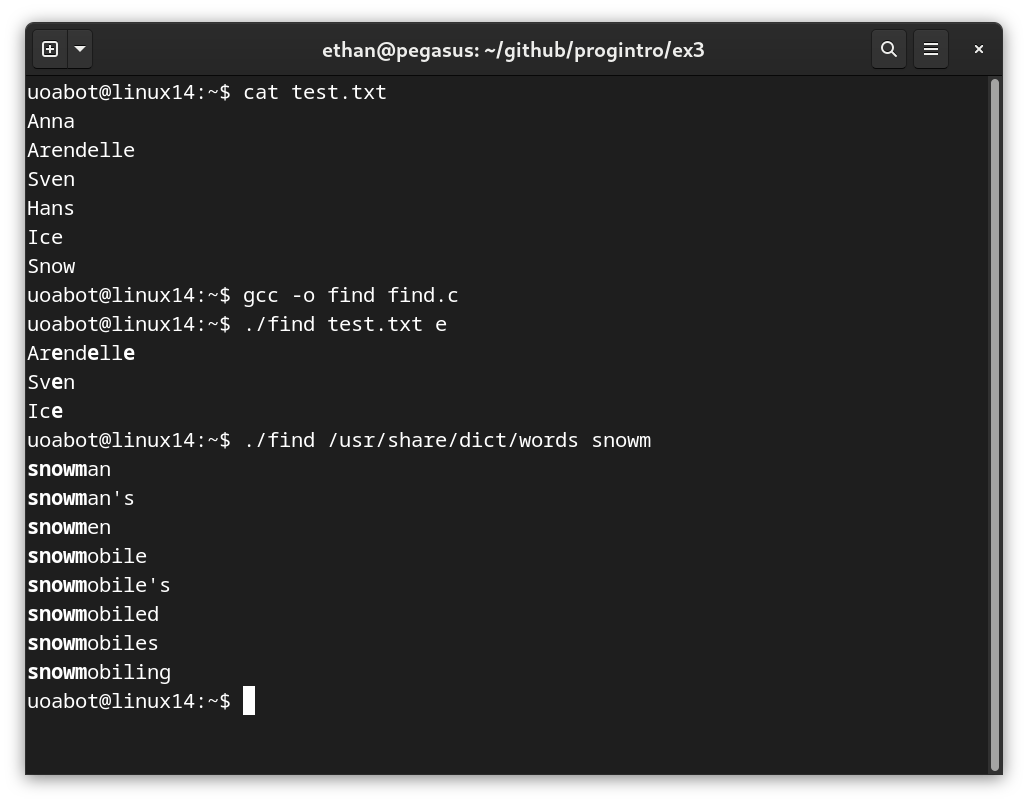 ethan@pegasus: ~/github/progintro/ex3
uoabot@linux14:~$ cat test.txt
Anna
Arendelle
Sven
Hans
Ice
Snow
uoabot@linux14:~$ gcc -o find find.c
uoabot@linux14:~$ ./find test.txt e
Arendelle
Sven
Ice
uoabot@linux14:~$ ./find /usr/share/dict/words snowm
snowman
snowman's
snowmen
snowmobile
snowmobile's
snowmobiled
snowmobiles
snowmobiling
uoabot@linux14:~$